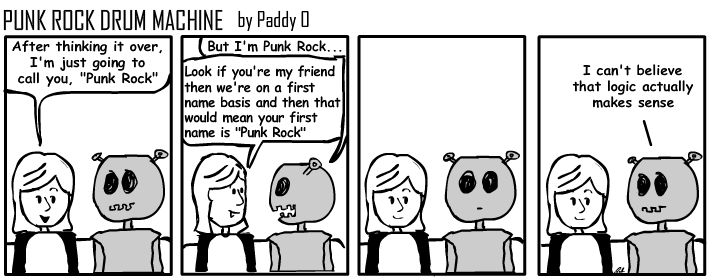 PUNK ROCK DRUM MACHINE by Paddy O
After thinking it over,
I'm just going to
call you, "Punk Rock"
But I'm Punk Rock...
Look if you're my friend
then we're on a first
name basis and then that
would mean your first
name is "Punk Rock"
I can't believe
that logic actually
makes sense